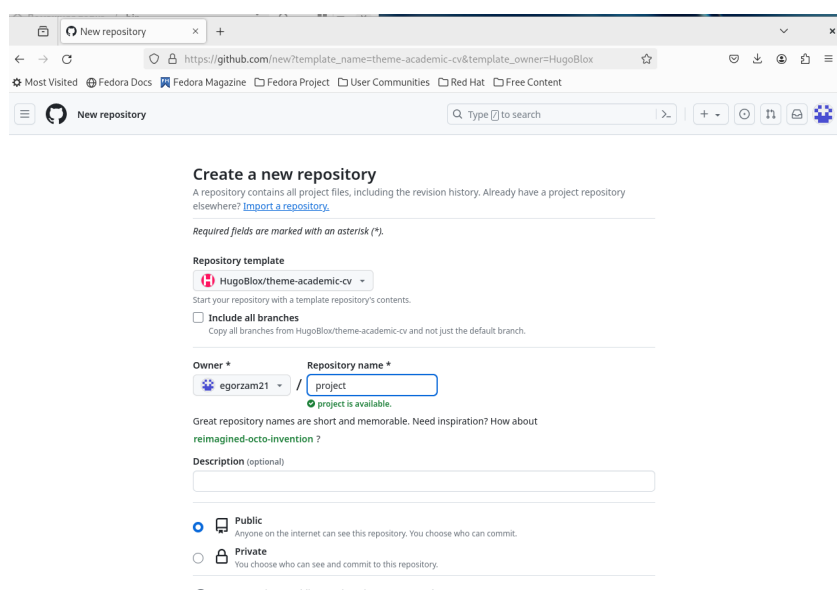 New repository
https://github.com/new?template_name=theme-academic-cv&template_owner=HugoBlox
Most Visited Fedora Docs Fedora Magazine Fedora Project User Communities Red Hat Free Content
New repository
Type / to search
Create a new repository
A repository contains all project files, including the revision history. Already have a project repository
elsewhere? Import a repository.
Required fields are marked with an asterisk (*).
Repository template
HugoBlox/theme-academic-cv
Start your repository with a template repository's contents.
Include all branches
Copy all branches from HugoBlox/theme-academic-cv and not just the default branch.
Owner * Repository name *
egorzam21 / project
project is available.
Great repository names are short and memorable. Need inspiration? How about
reimagined-octo-invention ?
Description (optional)
Public
Anyone on the internet can see this repository. You choose who can commit.
Private
You choose who can see and commit to this repository.